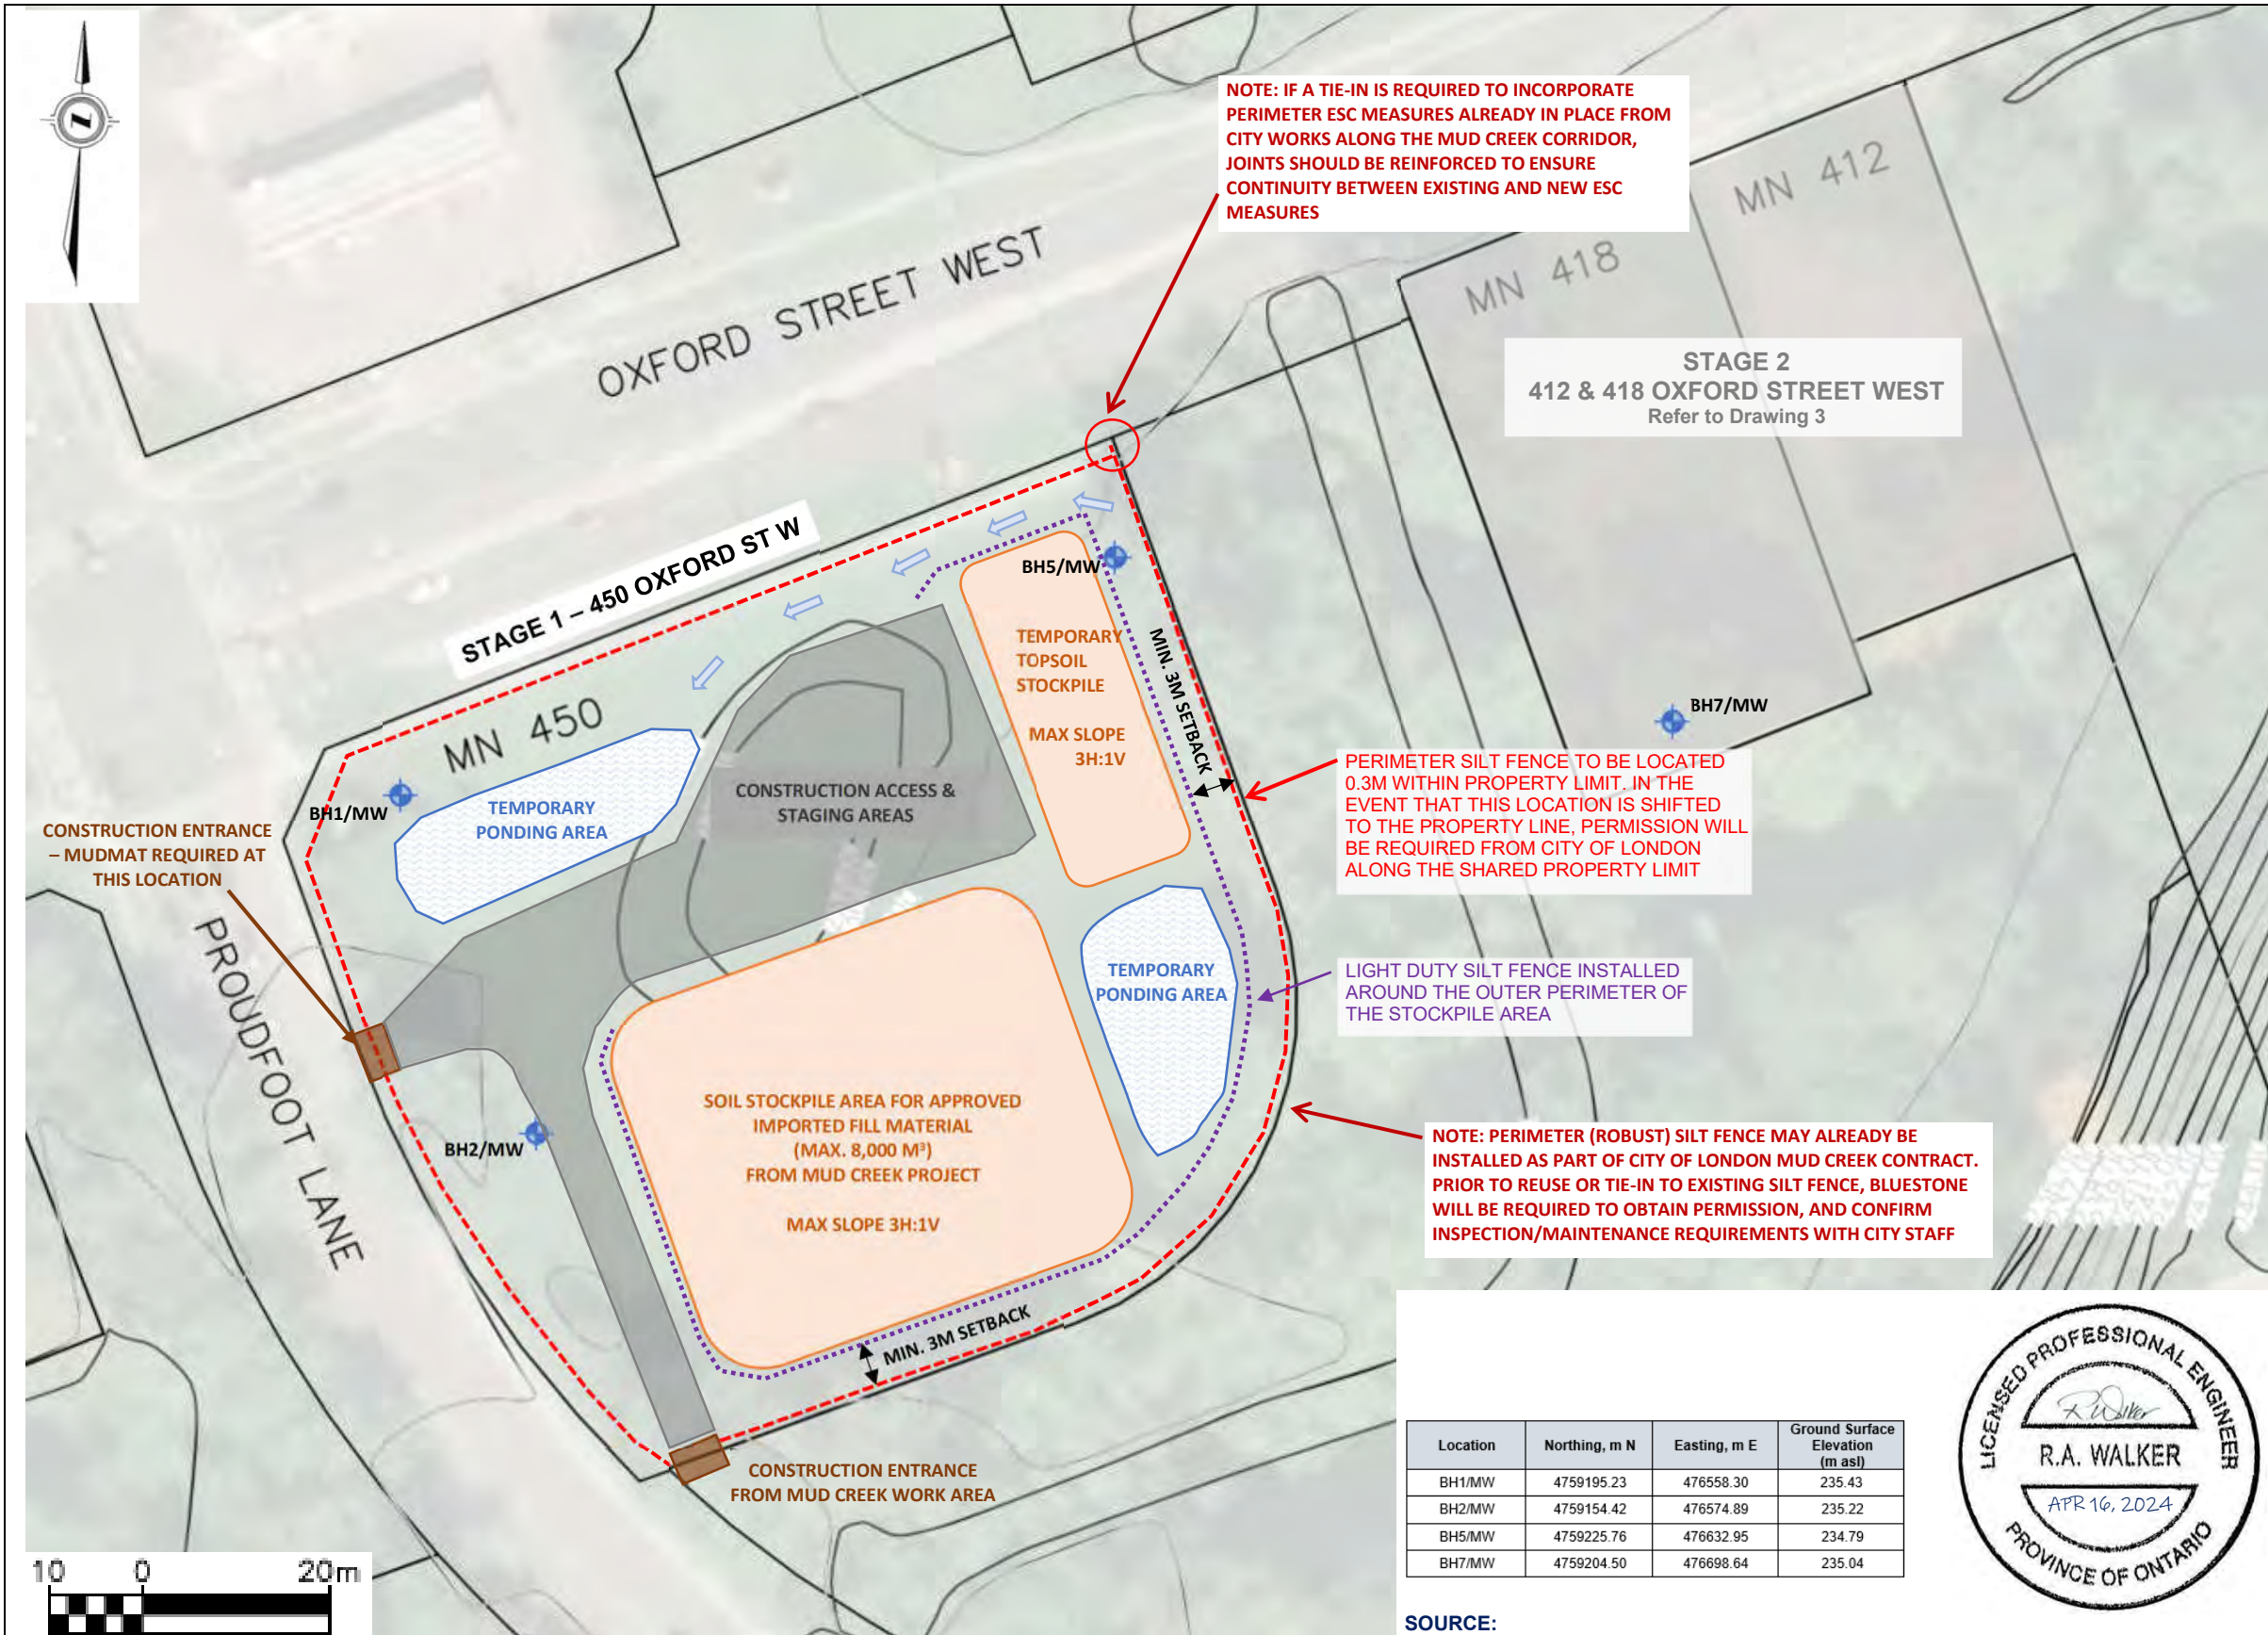 NOTE: IF A TIE-IN IS REQUIRED TO INCORPORATE
PERIMETER ESC MEASURES ALREADY IN PLACE FROM
CITY WORKS ALONG THE MUD CREEK CORRIDOR,
JOINTS SHOULD BE REINFORCED TO ENSURE
CONTINUITY BETWEEN EXISTING AND NEW ESC
MEASURES
MN 412
MN 418
OXFORD STREET WEST
STAGE 2
412 & 418 OXFORD STREET WEST
Refer to Drawing 3
STAGE 1 – 450 OXFORD ST W
BH5/MW
TEMPORARY
TOPSOIL
STOCKPILE
MAX SLOPE
3H:1V
MIN. 3M SETBACK
BH7/MW
MN 450
BH1/MW
TEMPORARY
PONDING AREA
CONSTRUCTION ACCESS &
STAGING AREAS
PERIMETER SILT FENCE TO BE LOCATED
0.3M WITHIN PROPERTY LIMIT. IN THE
EVENT THAT THIS LOCATION IS SHIFTED
TO THE PROPERTY LINE, PERMISSION WILL
BE REQUIRED FROM CITY OF LONDON
ALONG THE SHARED PROPERTY LIMIT
CONSTRUCTION ENTRANCE
– MUDMAT REQUIRED AT
THIS LOCATION
PROUDFOOT LANE
TEMPORARY
PONDING AREA
LIGHT DUTY SILT FENCE INSTALLED
AROUND THE OUTER PERIMETER OF
THE STOCKPILE AREA
SOIL STOCKPILE AREA FOR APPROVED
IMPORTED FILL MATERIAL
(MAX. 8,000 M³)
FROM MUD CREEK PROJECT
MAX SLOPE 3H:1V
BH2/MW
NOTE: PERIMETER (ROBUST) SILT FENCE MAY ALREADY BE
INSTALLED AS PART OF CITY OF LONDON MUD CREEK CONTRACT.
PRIOR TO REUSE OR TIE-IN TO EXISTING SILT FENCE, BLUESTONE
WILL BE REQUIRED TO OBTAIN PERMISSION, AND CONFIRM
INSPECTION/MAINTENANCE REQUIREMENTS WITH CITY STAFF
MIN. 3M SETBACK
CONSTRUCTION ENTRANCE
FROM MUD CREEK WORK AREA
Location Northing, m N Easting, m E Ground Surface Elevation (m asl)
BH1/MW 4759195.23 476558.30 235.43
BH2/MW 4759154.42 476574.89 235.22
BH5/MW 4759225.76 476632.95 234.79
BH7/MW 4759204.50 476698.64 235.04
LICENSED PROFESSIONAL ENGINEER
R.Walker
R.A. WALKER
APR 16, 2024
PROVINCE OF ONTARIO
10 0 20m
SOURCE: